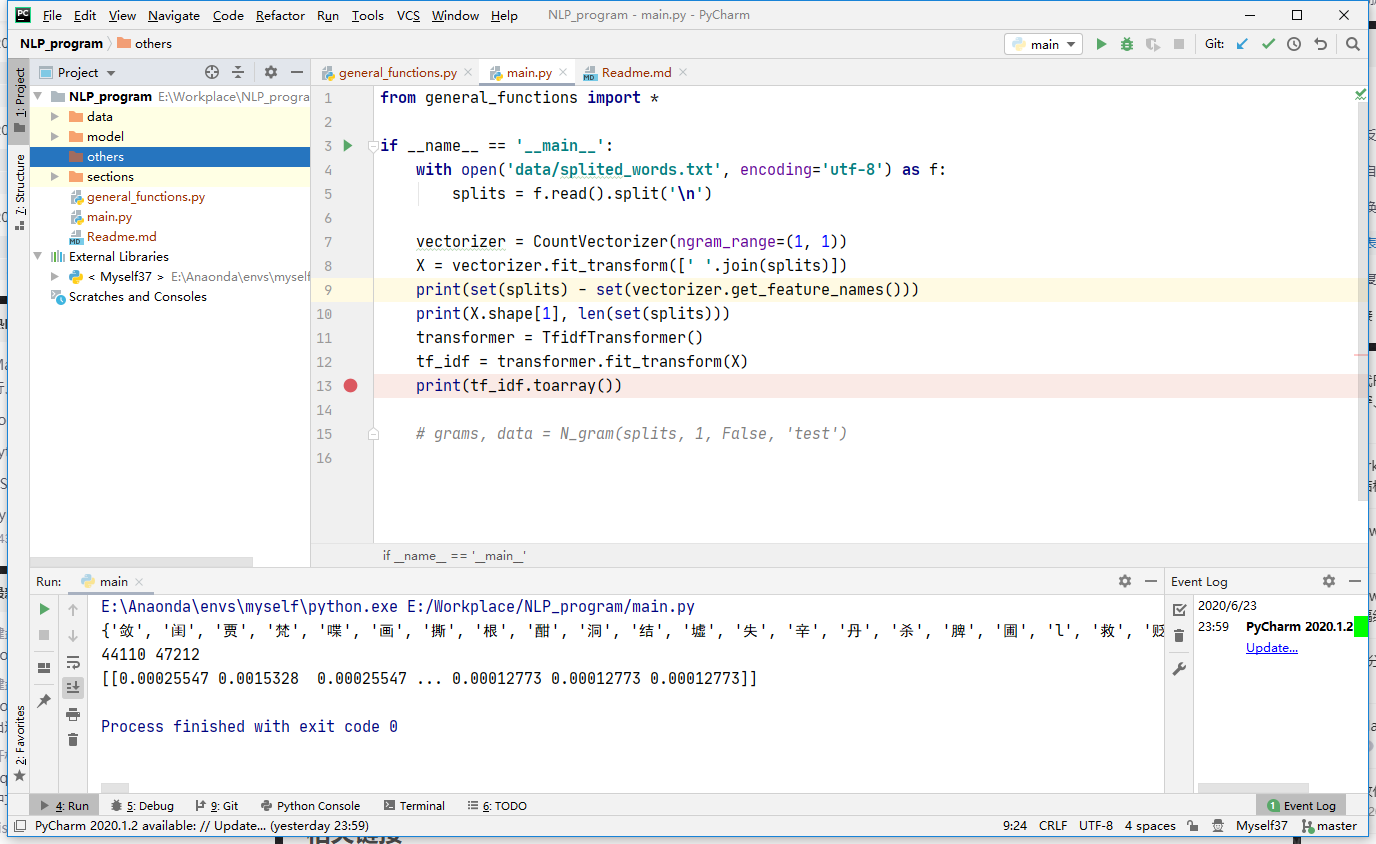 File Edit View Navigate Code Refactor Run Tools VCS Window Help NLP_program - main.py - PyCharm
NLP_program others main Git:
1: Project
7: Structure
2: Favorites
Project
NLP_program E:\Workplace\NLP_progra
data
model
others
sections
general_functions.py
main.py
Readme.md
External Libraries
< Myself37 > E:\Anaonda\envs\myself
Scratches and Consoles
general_functions.py main.py Readme.md
1 from general_functions import *
2
3 if __name__ == '__main__':
4 with open('data/splited_words.txt', encoding='utf-8') as f:
5 splits = f.read().split('\n')
6
7 vectorizer = CountVectorizer(ngram_range=(1, 1))
8 X = vectorizer.fit_transform([' '.join(splits)])
9 print(set(splits) - set(vectorizer.get_feature_names()))
10 print(X.shape[1], len(set(splits)))
11 transformer = TfidfTransformer()
12 tf_idf = transformer.fit_transform(X)
13 print(tf_idf.toarray())
14
15 # grams, data = N_gram(splits, 1, False, 'test')
16
if __name__ == '__main__'
Run: main
E:\Anaonda\envs\myself\python.exe E:/Workplace/NLP_program/main.py
{'敛', '闺', '贾', '梵', '喋', '画', '撕', '根', '酣', '洞', '结', '墟', '失', '辛', '丹', '杀', '脾', '圃', 'l', '救', '贬
44110 47212
[[0.00025547 0.0015328  0.00025547 ... 0.00012773 0.00012773 0.00012773]]
Process finished with exit code 0
Event Log
2020/6/23
23:59 PyCharm 2020.1.2
Update...
4: Run 5: Debug 9: Git Python Console Terminal 6: TODO 1 Event Log
PyCharm 2020.1.2 available: // Update... (yesterday 23:59) 9:24 CRLF UTF-8 4 spaces Myself37 master